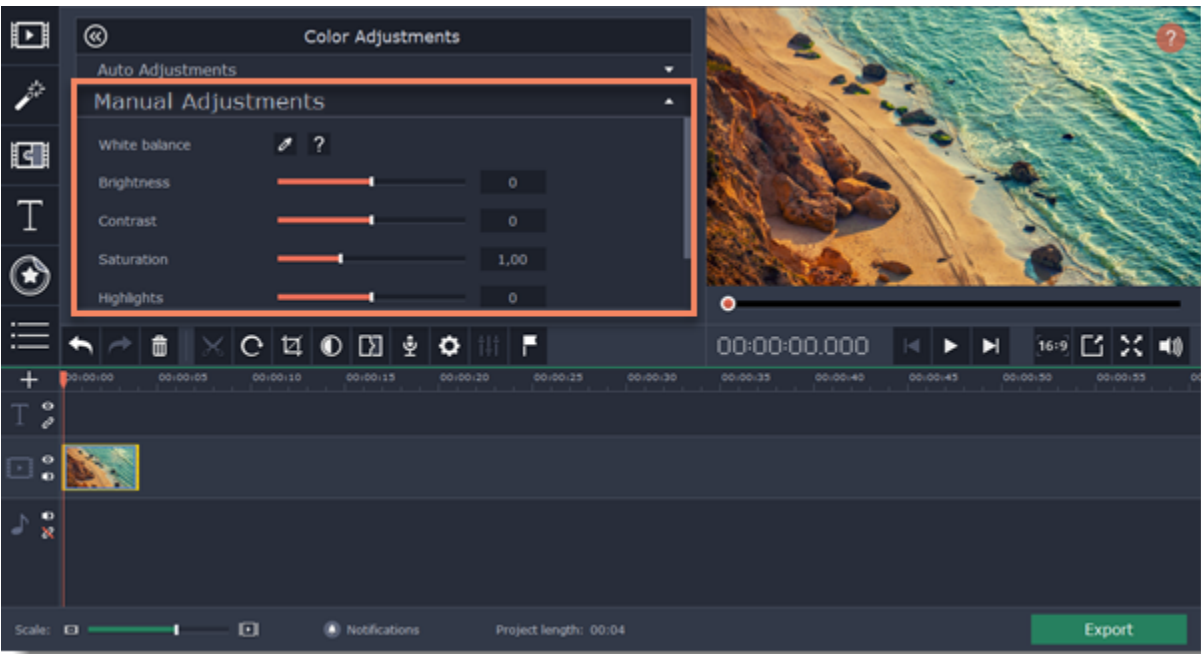 Color Adjustments
Auto Adjustments
Manual Adjustments
White balance ?
Brightness 0
Contrast 0
Saturation 1,00
Highlights 0
?
T
00:00:00.000 16:9
00:00:00 00:00:05 00:00:10 00:00:15 00:00:20 00:00:25 00:00:30 00:00:35 00:00:40 00:00:45 00:00:50 00:00:55
T
Scale: Notifications Project length: 00:04 Export